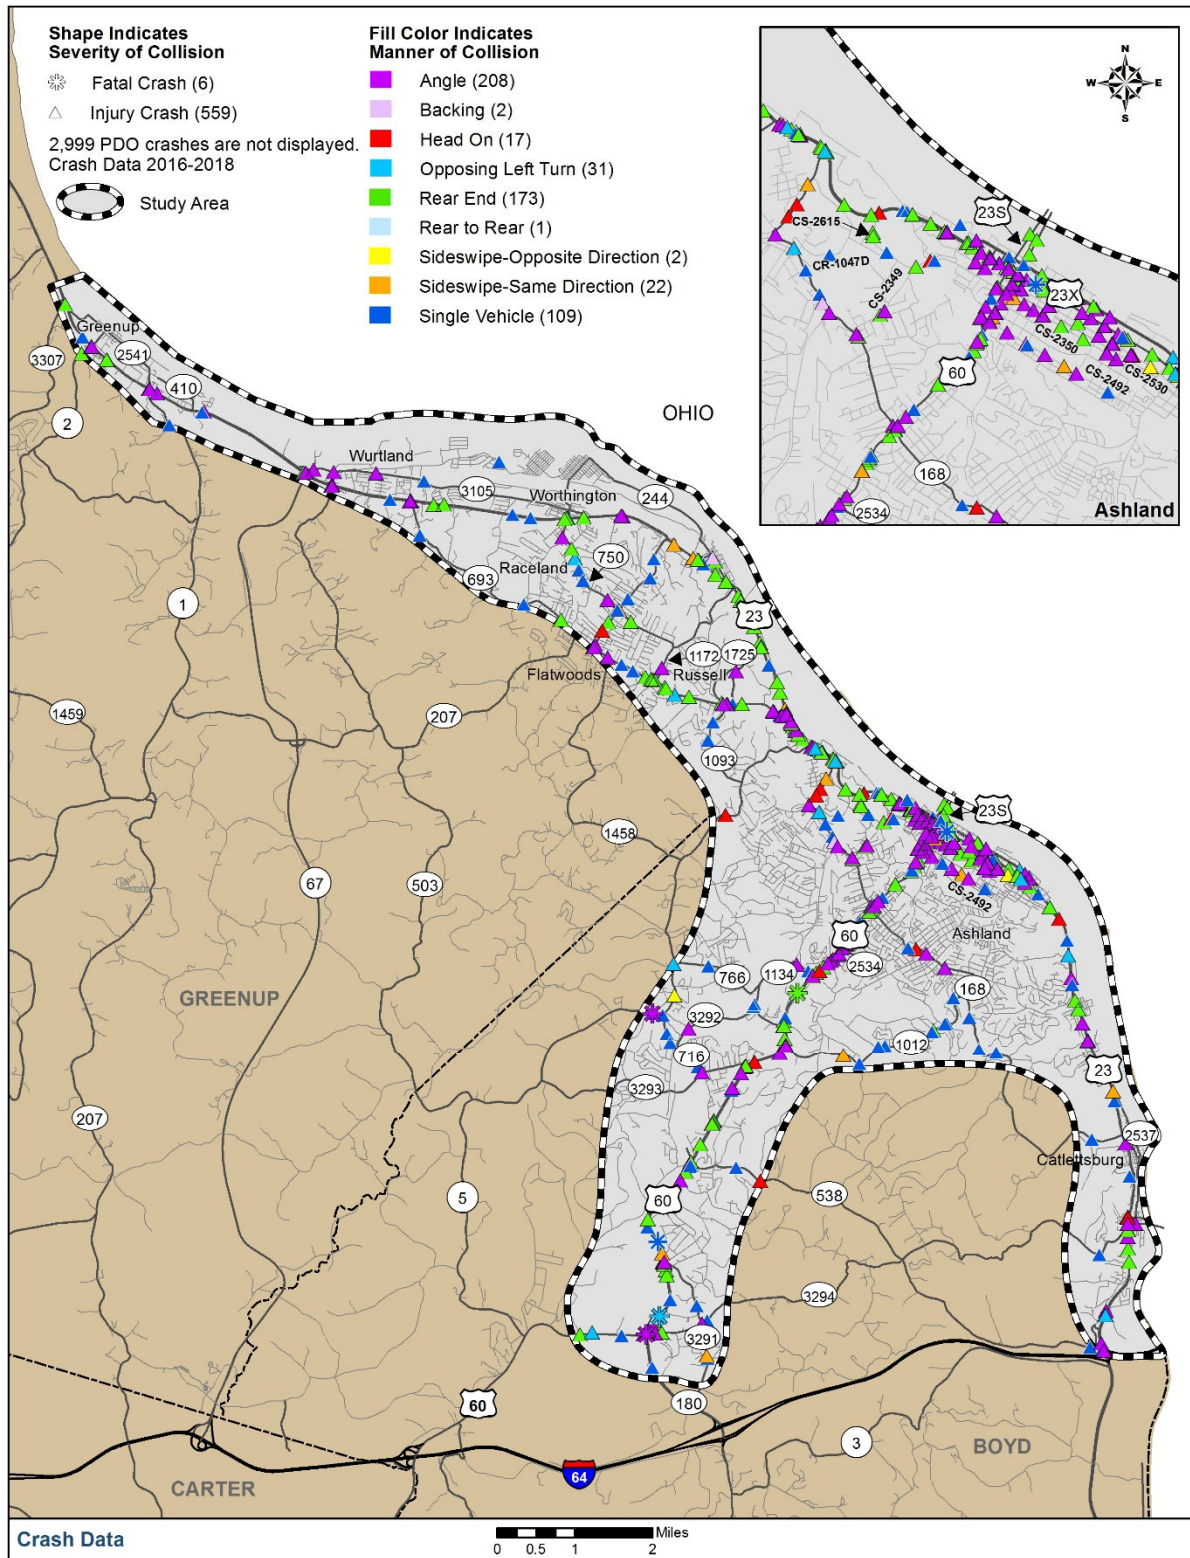 Shape Indicates
Severity of Collision
Fatal Crash (6)
Injury Crash (559)
2,999 PDO crashes are not displayed.
Crash Data 2016-2018
Study Area
Fill Color Indicates
Manner of Collision
Angle (208)
Backing (2)
Head On (17)
Opposing Left Turn (31)
Rear End (173)
Rear to Rear (1)
Sideswipe-Opposite Direction (2)
Sideswipe-Same Direction (22)
Single Vehicle (109)
N
W E
S
23S
CS-2615
CR-1047D
CS-2349
23X
CS-2350
CS-2530
CS-2492
60
168
2534
Ashland
Greenup
2541
3307
410
2
OHIO
Wurtland
3105
Worthington
244
750
Raceland
693
1
23
1172
1725
Flatwoods
Russell
207
1459
1093
23S
1458
67
503
CS-2492
Ashland
60
2534
766
1134
168
GREENUP
3292
716
1012
3293
23
207
2537
Catlettsburg
5
60
538
3294
3291
60
180
3
BOYD
64
CARTER
Crash Data
Miles
0 0.5 1 2